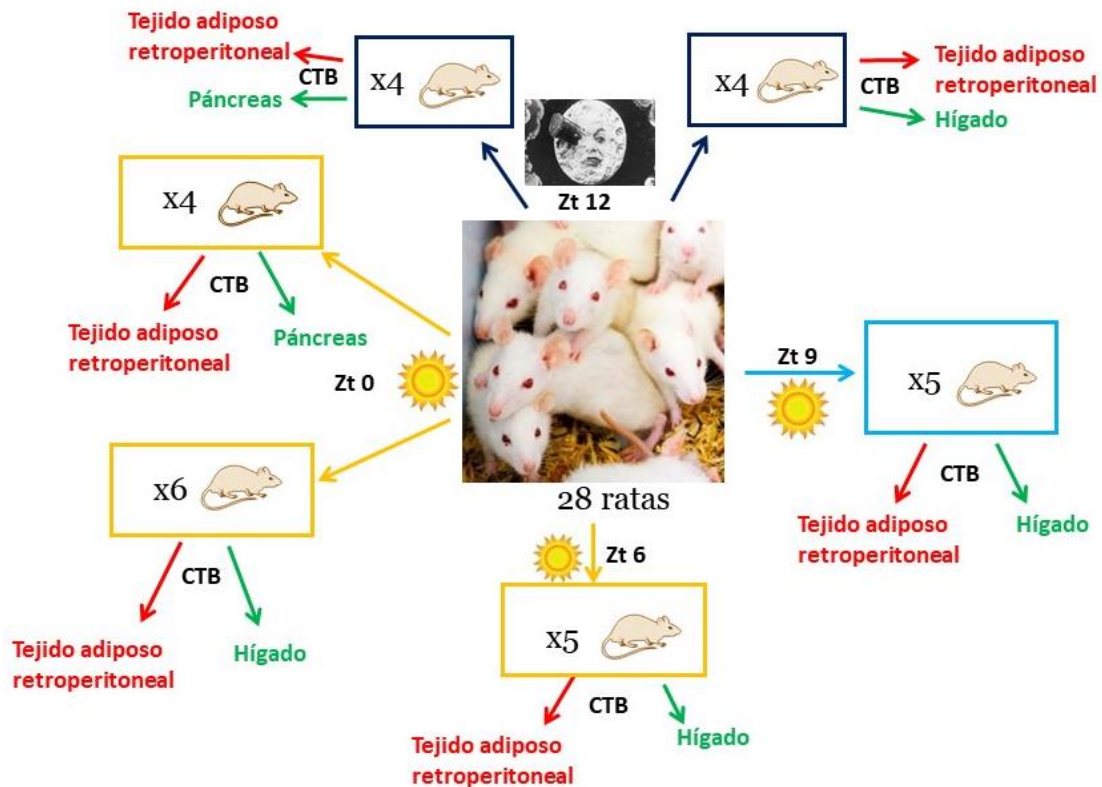 Tejido adiposo
retroperitoneal
CTB
Páncreas
x4
x4
CTB
Tejido adiposo
retroperitoneal
Hígado
Zt 12
x4
CTB
Tejido adiposo
retroperitoneal
Páncreas
Zt 0
Zt 9
x5
CTB
Tejido adiposo
retroperitoneal
Hígado
x6
CTB
Tejido adiposo
retroperitoneal
Hígado
28 ratas
Zt 6
x5
CTB
Tejido adiposo
retroperitoneal
Hígado